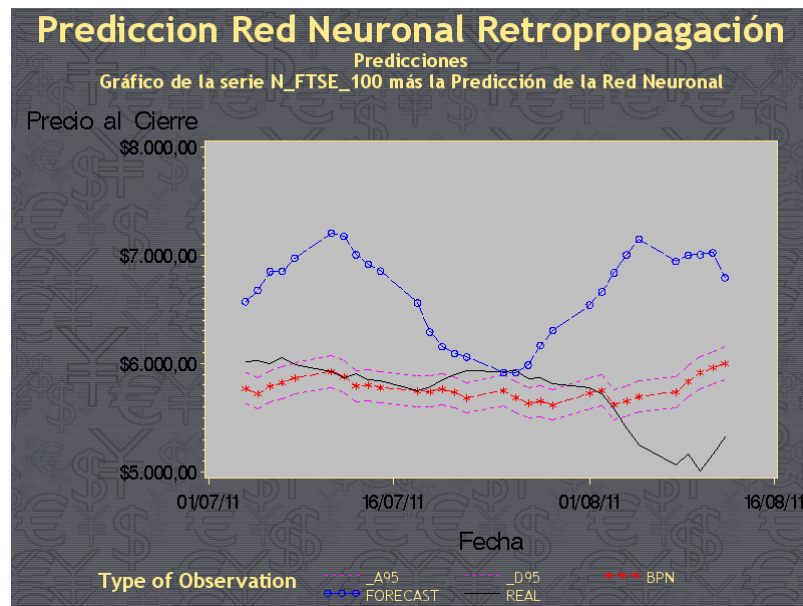 Prediccion Red Neuronal Retropropagación
Predicciones
Gráfico de la serie N_FTSE_100 más la Predicción de la Red Neuronal
Precio al Cierre
$8.000,00
$7.000,00
$6.000,00
$5.000,00
01/07/11 16/07/11 01/08/11 16/08/11
Fecha
Type of Observation _A95 _D95 BPN
FORECAST REAL